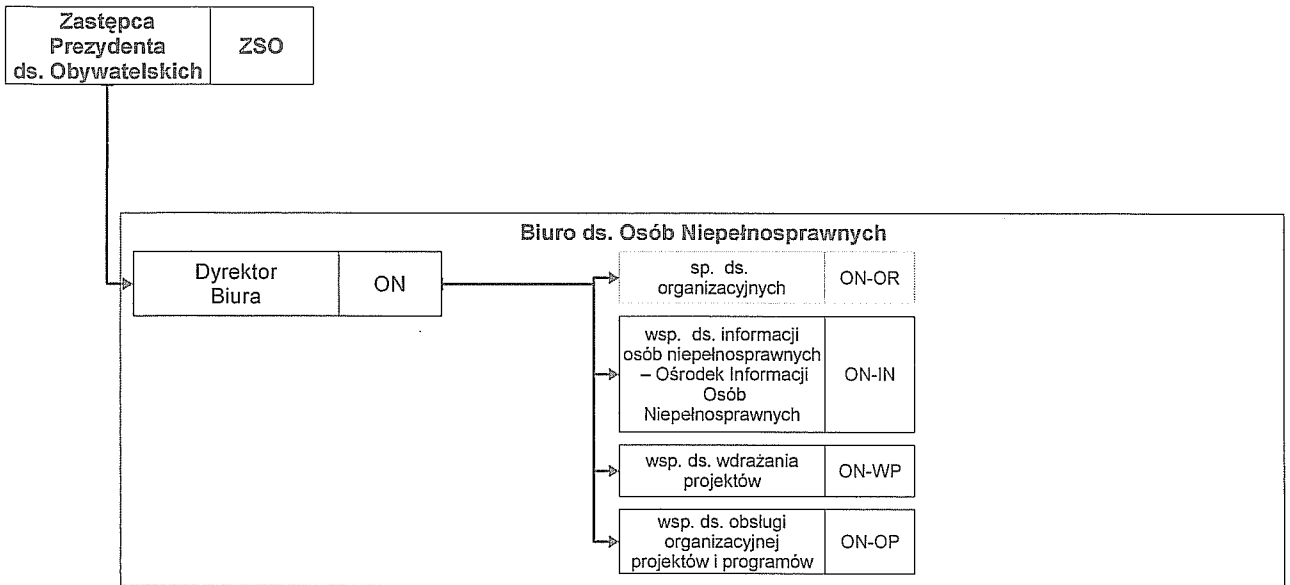 Zastępca
Prezydenta
ds. Obywatelskich
ZSO
Biuro ds. Osób Niepełnosprawnych
Dyrektor
Biura
ON
sp. ds.
organizacyjnych
ON-OR
wsp. ds. informacji
osób niepełnosprawnych
– Ośrodek Informacji
Osób
Niepełnosprawnych
ON-IN
wsp. ds. wdrażania
projektów
ON-WP
wsp. ds. obsługi
organizacyjnej
projektów i programów
ON-OP